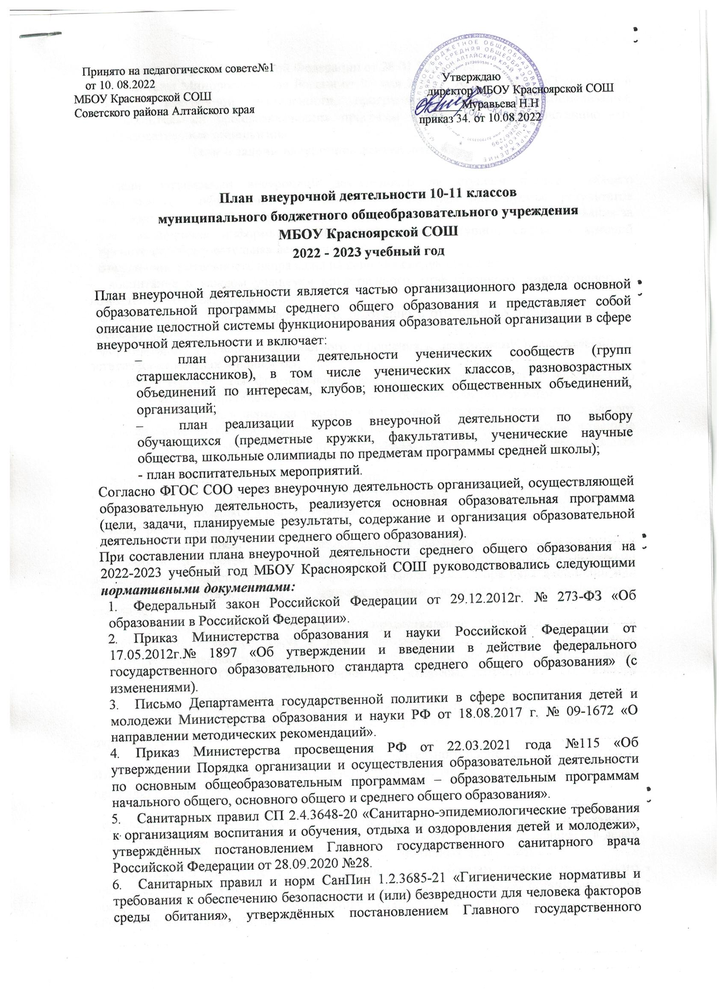 Принято на педагогическом совете№1
от 10. 08.2022
МБОУ Красноярской СОШ
Советского района Алтайского края
Утверждаю
директор МБОУ Красноярской СОШ
Муравьева Н.Н
приказ 34. от 10.08.2022
План внеурочной деятельности 10-11 классов
муниципального бюджетного общеобразовательного учреждения
МБОУ Красноярской СОШ
2022 - 2023 учебный год
План внеурочной деятельности является частью организационного раздела основной
образовательной программы среднего общего образования и представляет собой
описание целостной системы функционирования образовательной организации в сфере
внеурочной деятельности и включает:
– план организации деятельности ученических сообществ (групп
старшеклассников), в том числе ученических классов, разновозрастных
объединений по интересам, клубов; юношеских общественных объединений,
организаций;
– план реализации курсов внеурочной деятельности по выбору
обучающихся (предметные кружки, факультативы, ученические научные
общества, школьные олимпиады по предметам программы средней школы);
- план воспитательных мероприятий.
Согласно ФГОС СОО через внеурочную деятельность организацией, осуществляющей
образовательную деятельность, реализуется основная образовательная программа
(цели, задачи, планируемые результаты, содержание и организация образовательной
деятельности при получении среднего общего образования).
При составлении плана внеурочной деятельности среднего общего образования на
2022-2023 учебный год МБОУ Красноярской СОШ руководствовались следующими
нормативными документами:
1. Федеральный закон Российской Федерации от 29.12.2012г. № 273-ФЗ «Об
образовании в Российской Федерации».
2. Приказ Министерства образования и науки Российской Федерации от
17.05.2012г.№ 1897 «Об утверждении и введении в действие федерального
государственного образовательного стандарта среднего общего образования» (с
изменениями).
3. Письмо Департамента государственной политики в сфере воспитания детей и
молодежи Министерства образования и науки РФ от 18.08.2017 г. № 09-1672 «О
направлении методических рекомендаций».
4. Приказ Министерства просвещения РФ от 22.03.2021 года №115 «Об
утверждении Порядка организации и осуществления образовательной деятельности
по основным общеобразовательным программам – образовательным программам
начального общего, основного общего и среднего общего образования».
5. Санитарных правил СП 2.4.3648-20 «Санитарно-эпидемиологические требования
к организациям воспитания и обучения, отдыха и оздоровления детей и молодежи»,
утверждённых постановлением Главного государственного санитарного врача
Российской Федерации от 28.09.2020 №28.
6. Санитарных правил и норм СанПин 1.2.3685-21 «Гигиенические нормативы и
требования к обеспечению безопасности и (или) безвредности для человека факторов
среды обитания», утверждённых постановлением Главного государственного